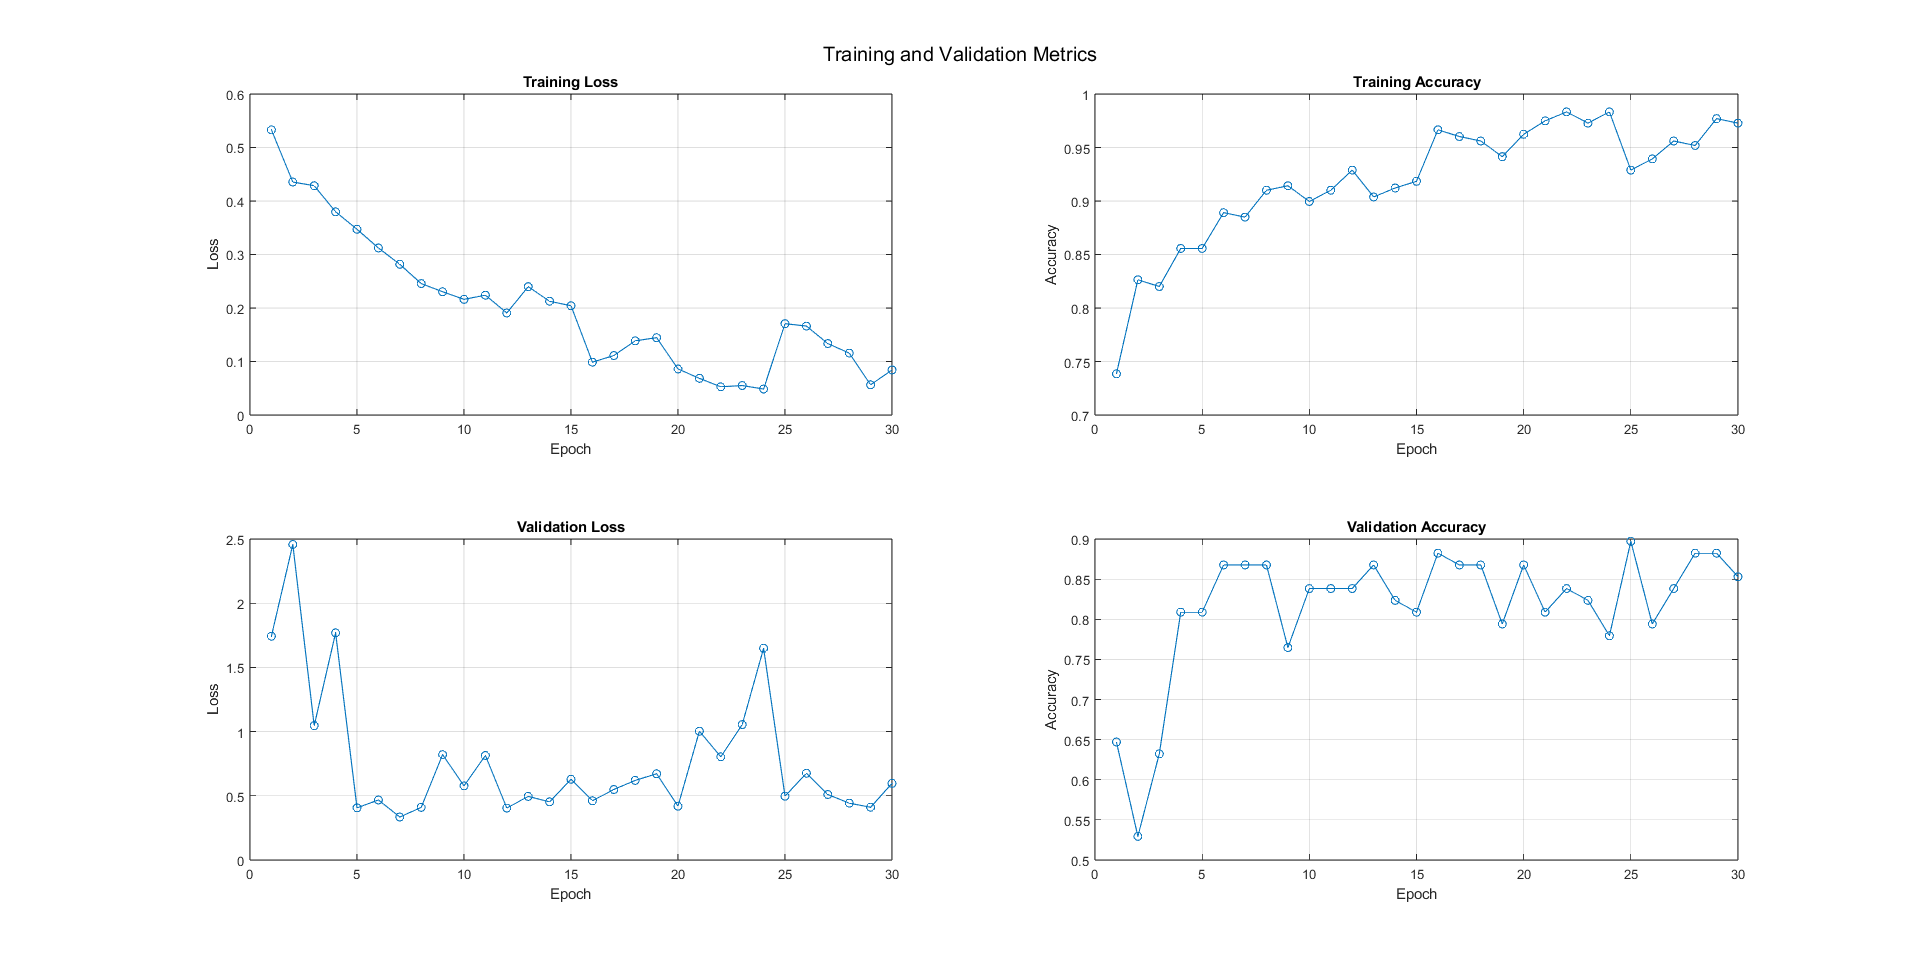 Training and Validation Metrics
Training Loss
0.6
0.5
0.4
0.3
0.2
0.1
0
Loss
0 5 10 15 20 25 30
Epoch
Training Accuracy
1
0.95
0.9
0.85
0.8
0.75
0.7
Accuracy
0 5 10 15 20 25 30
Epoch
Validation Loss
2.5
2
1.5
1
0.5
0
Loss
0 5 10 15 20 25 30
Epoch
Validation Accuracy
0.9
0.85
0.8
0.75
0.7
0.65
0.6
0.55
0.5
Accuracy
0 5 10 15 20 25 30
Epoch